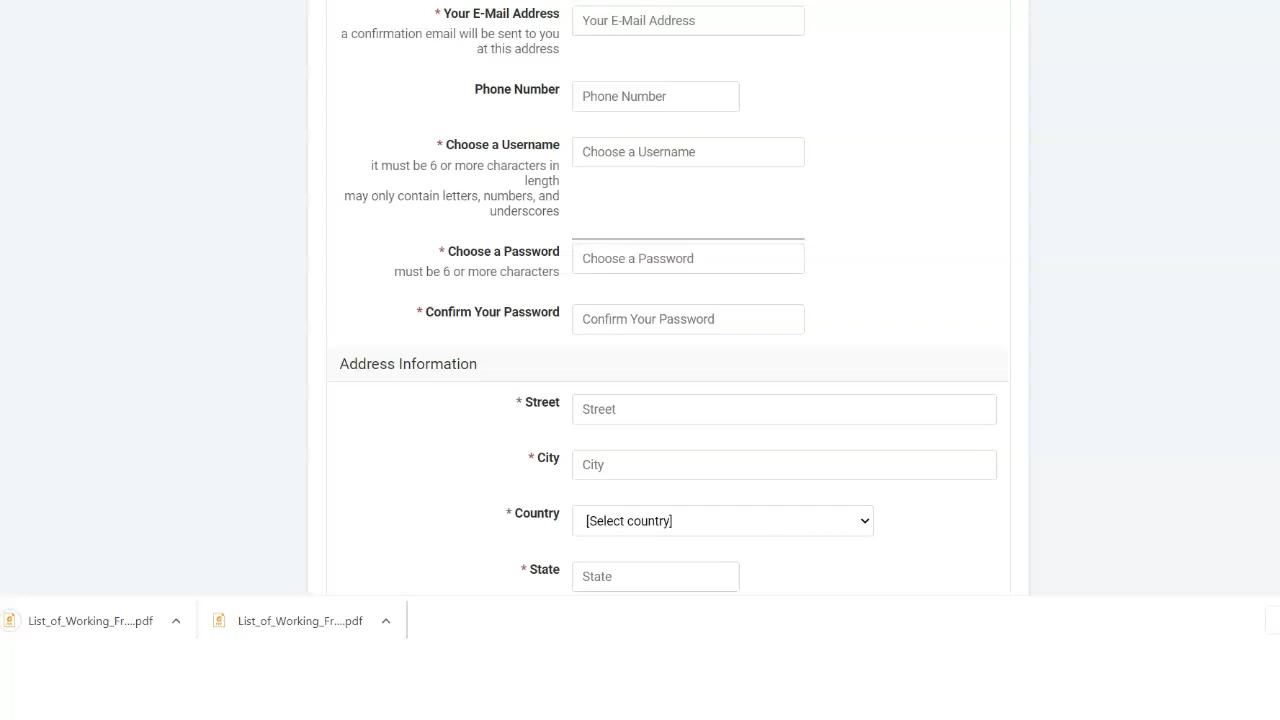 * Your E-Mail Address
Your E-Mail Address
a confirmation email will be sent to you
at this address
Phone Number
Phone Number
* Choose a Username
Choose a Username
it must be 6 or more characters in
length
may only contain letters, numbers, and
underscores
* Choose a Password
Choose a Password
must be 6 or more characters
* Confirm Your Password
Confirm Your Password
Address Information
* Street
Street
* City
City
* Country
[Select country]
* State
State
List_of_Working_Fr....pdf
List_of_Working_Fr....pdf